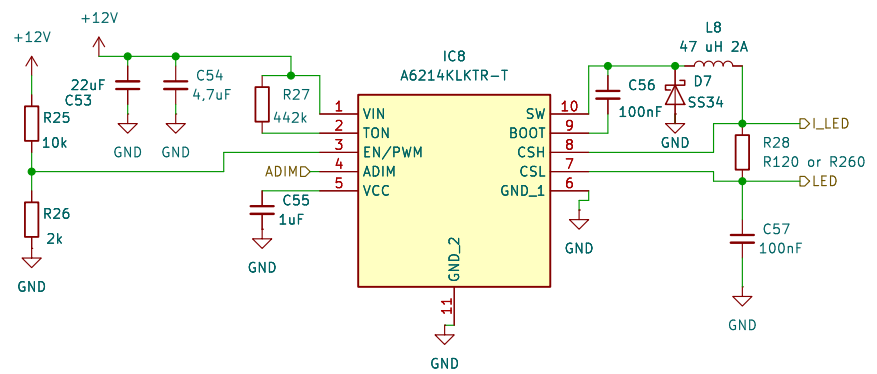 +12V
+12V
L8
47 uH 2A
IC8
A6214KLKTR-T
22uF
C53
C54
4,7uF
R27
442k
C56
100nF
D7
SS34
R25
10k
GND
GND
GND
1
VIN
SW
10
I_LED
2
TON
BOOT
9
R28
R120 or R260
3
EN/PWM
CSH
8
ADIM
4
ADIM
CSL
7
LED
5
VCC
GND_1
6
R26
2k
C55
1uF
C57
100nF
GND_2
GND
GND
GND
11
GND
GND